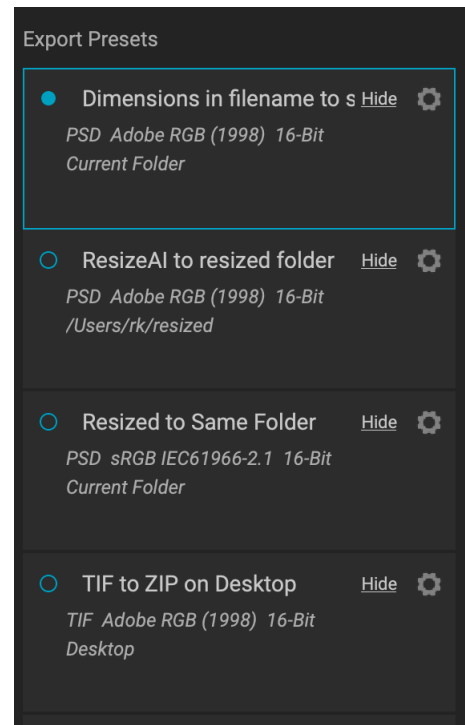 Export Presets
Dimensions in filename to s Hide
PSD Adobe RGB (1998) 16-Bit
Current Folder
ResizeAI to resized folder Hide
PSD Adobe RGB (1998) 16-Bit
/Users/rk/resized
Resized to Same Folder Hide
PSD sRGB IEC61966-2.1 16-Bit
Current Folder
TIF to ZIP on Desktop Hide
TIF Adobe RGB (1998) 16-Bit
Desktop